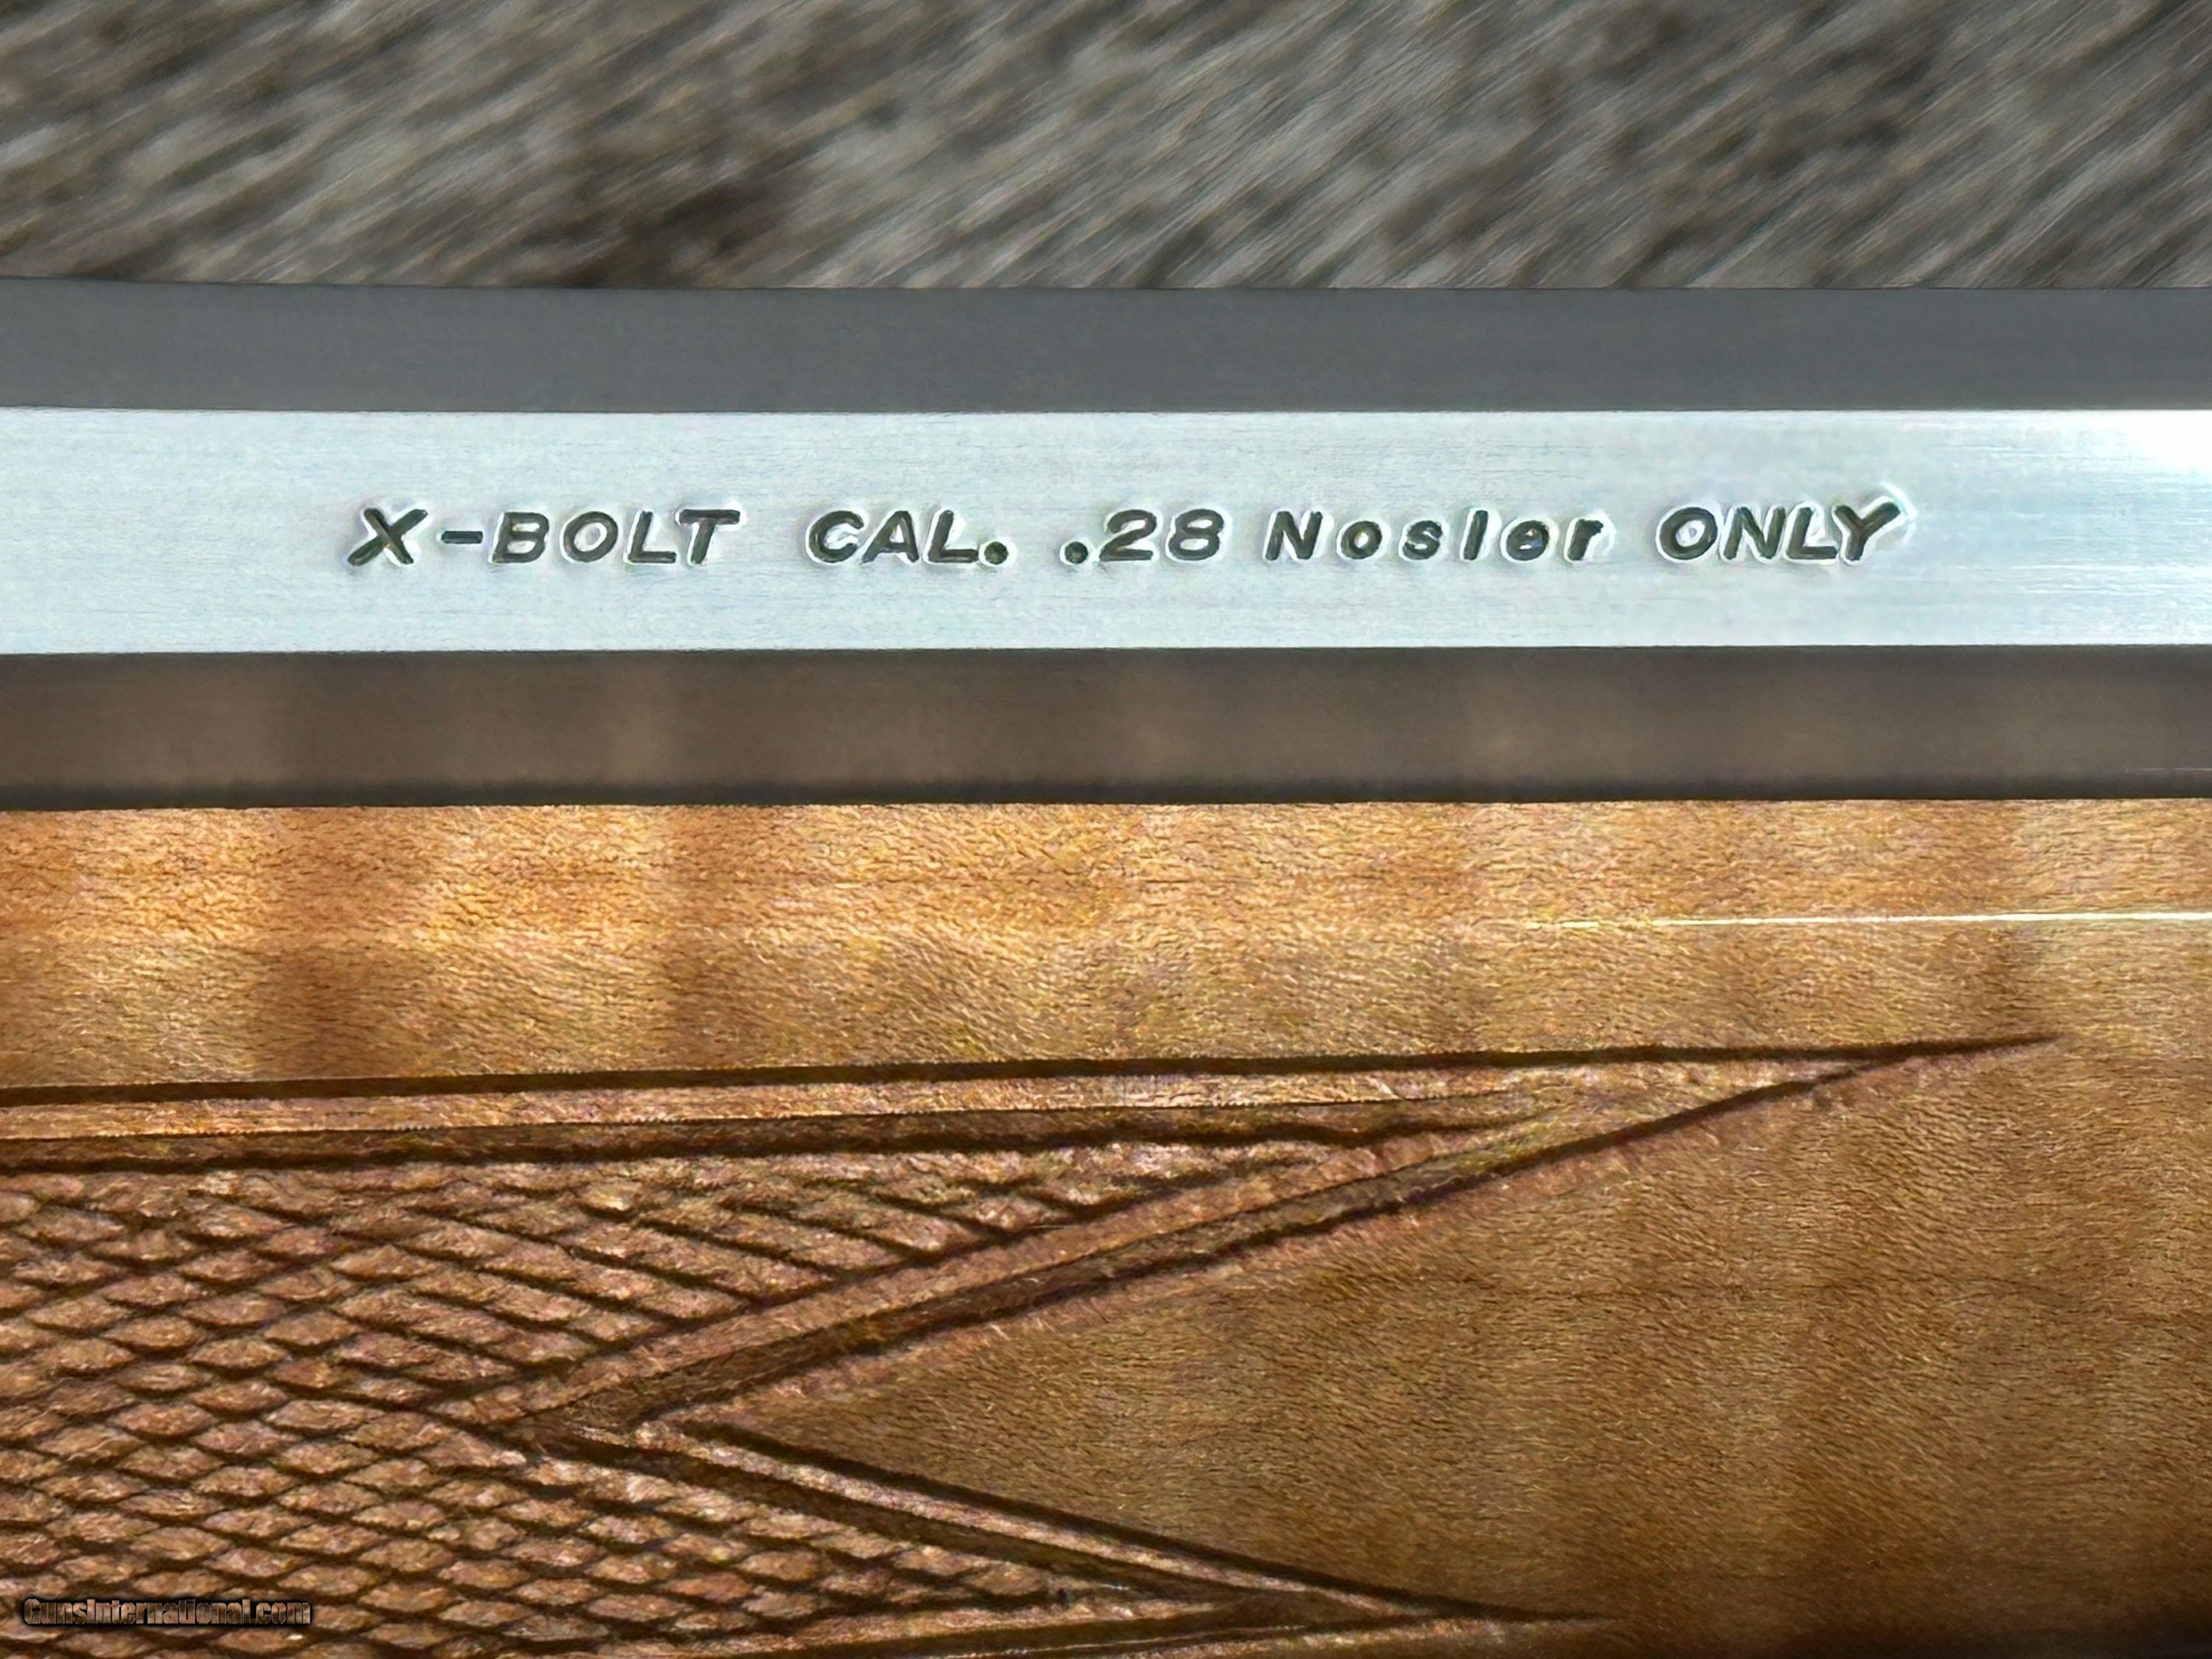 X-BOLT CAL. .28 Nosler ONLY
GunsInternational.com